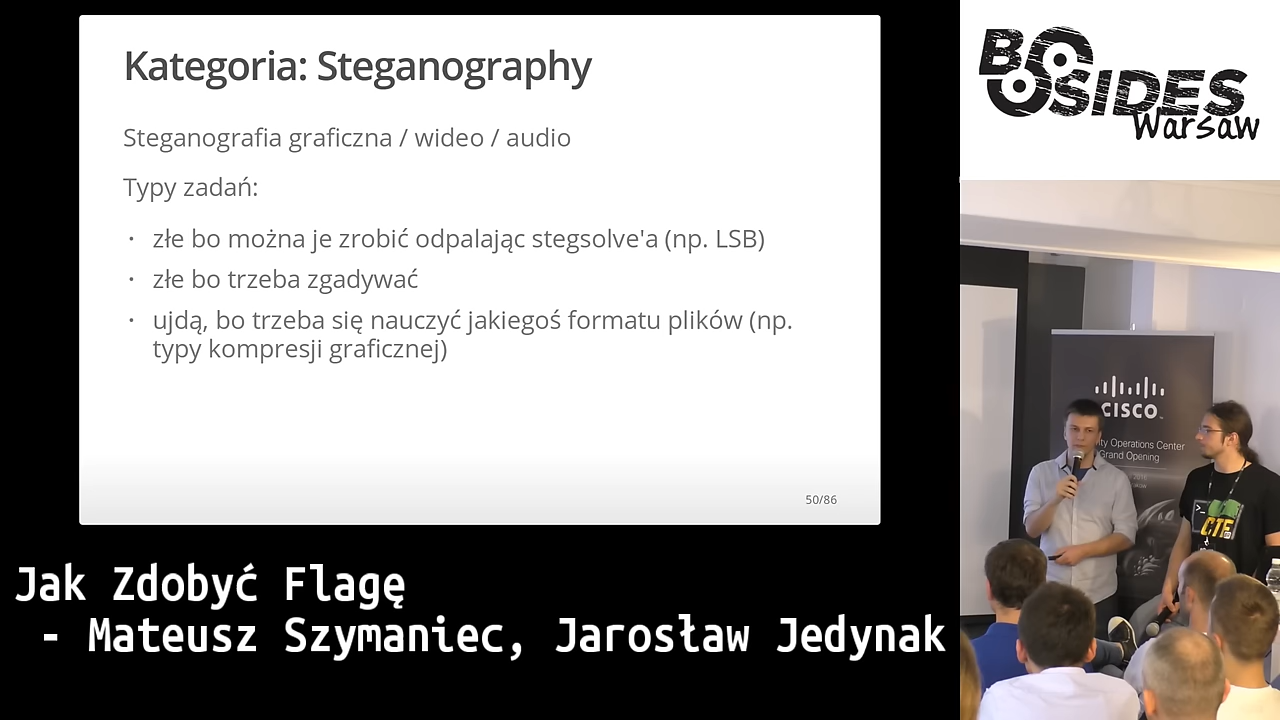 Kategoria: Steganography
Steganografia graficzna / wideo / audio
Typy zadań:
· złe bo można je zrobić odpalając stegsolve'a (np. LSB)
· złe bo trzeba zgadywać
· ujdą, bo trzeba się nauczyć jakiegoś formatu plików (np.
typy kompresji graficznej)
50/86
Jak Zdobyć Flagę
- Mateusz Szymaniec, Jarosław Jedynak
BSIDES
Warsaw
CISCO
Operations Center
Grand Opening
>_
CTF